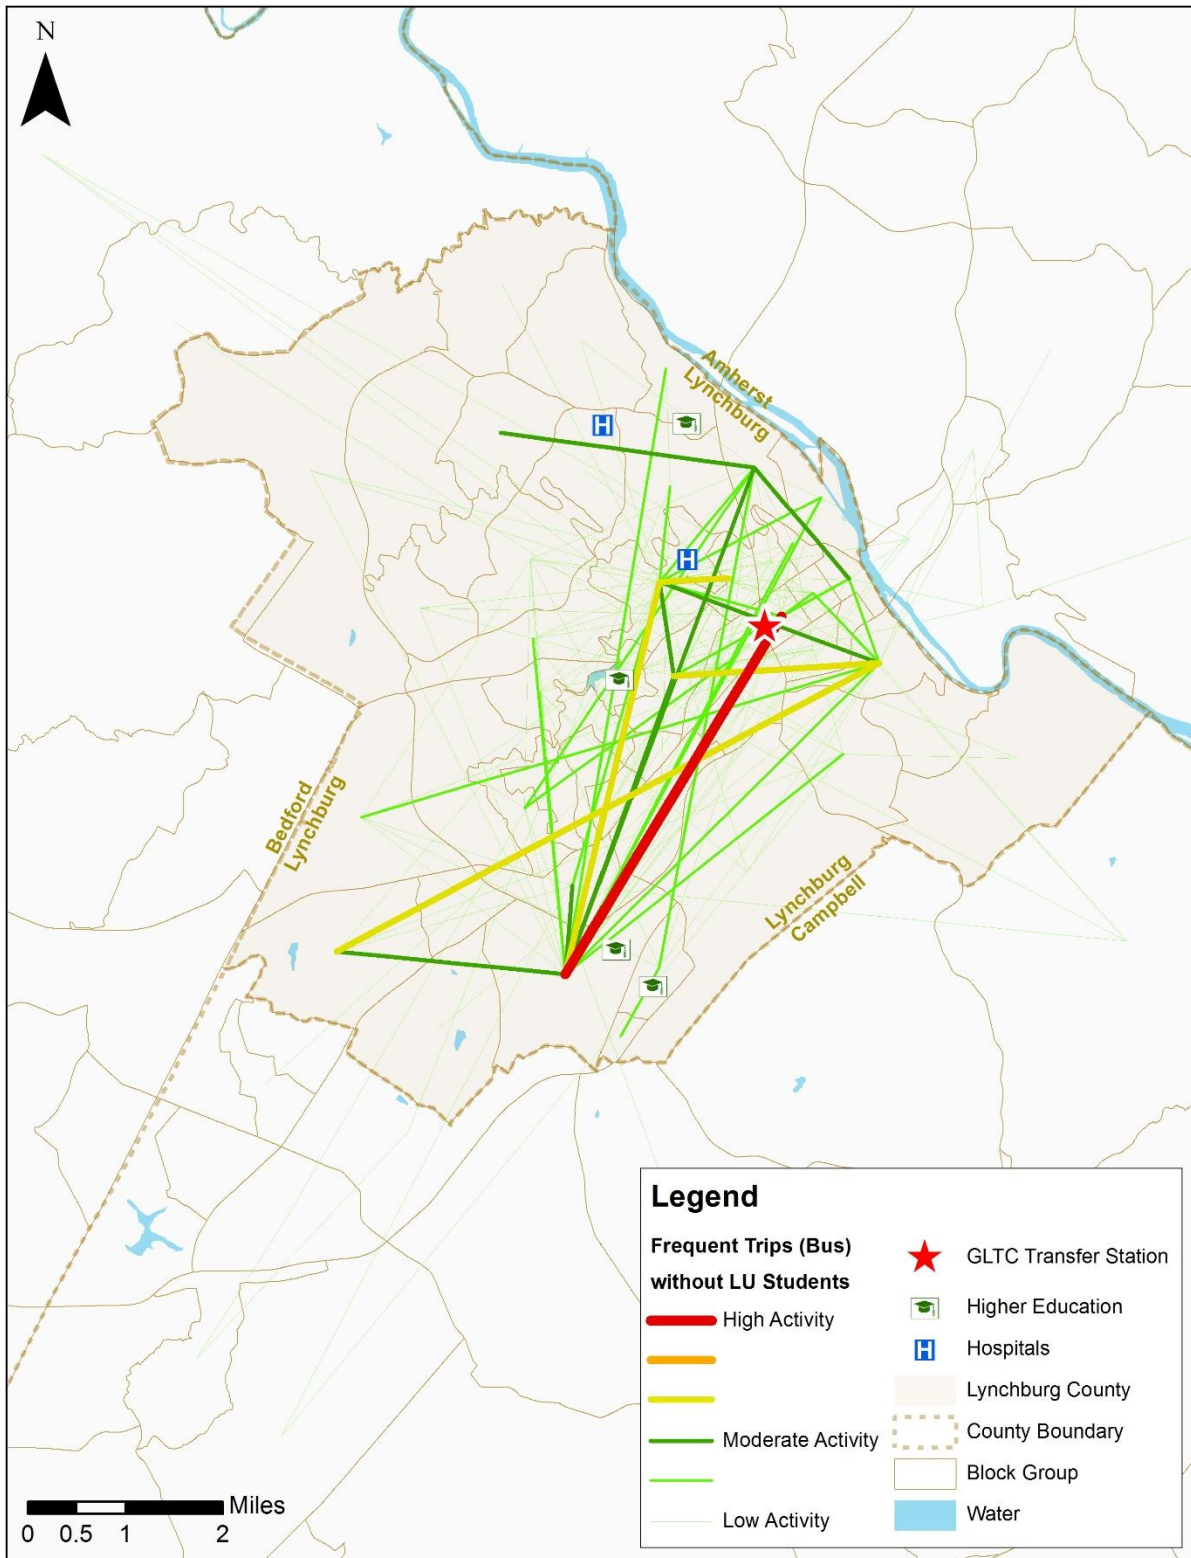 N
Amherst
Lynchburg
Bedford
Lynchburg
Lynchburg
Campbell
Legend
Frequent Trips (Bus)
without LU Students
High Activity
Moderate Activity
Low Activity
GLTC Transfer Station
Higher Education
Hospitals
Lynchburg County
County Boundary
Block Group
Water
Miles
0 0.5 1 2
H
H
H